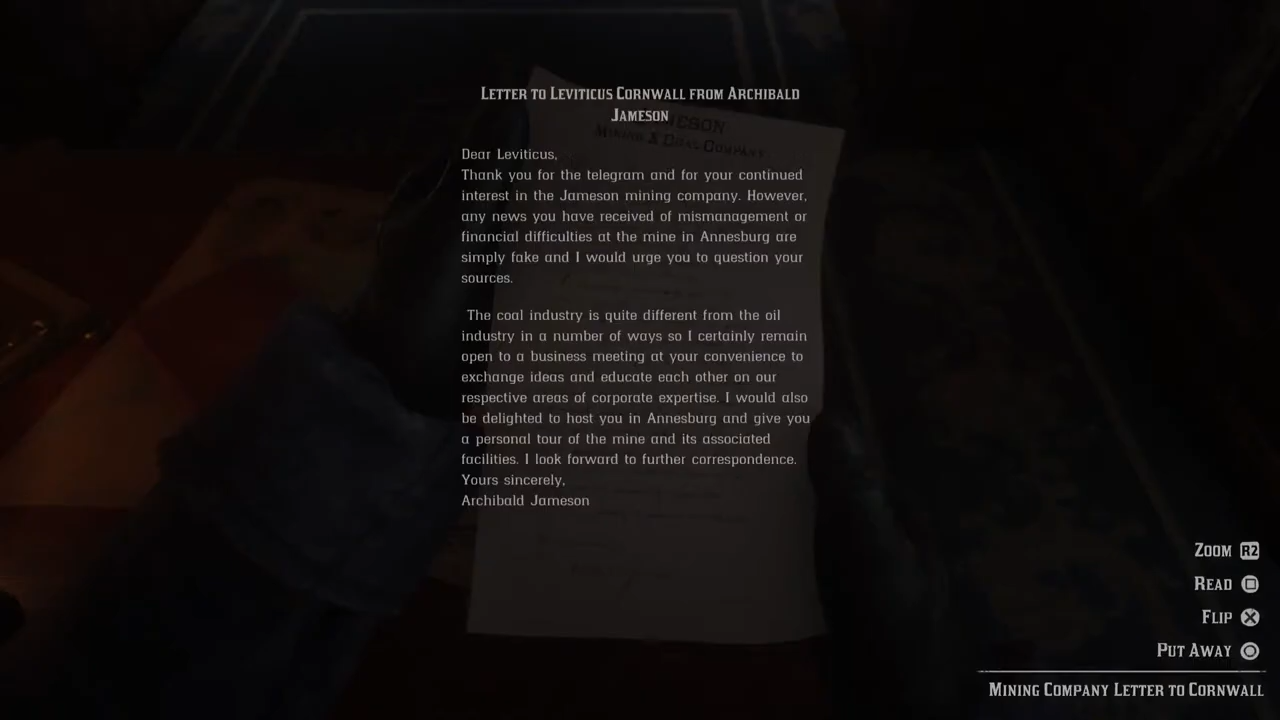 LETTER TO LEVITICUS CORNWALL FROM ARCHIBALD
JAMESON
MINING & COAL COMPANY
Dear Leviticus,
Thank you for the telegram and for your continued
interest in the Jameson mining company. However,
any news you have received of mismanagement or
financial difficulties at the mine in Annesburg are
simply fake and I would urge you to question your
sources.
The coal industry is quite different from the oil
industry in a number of ways so I certainly remain
open to a business meeting at your convenience to
exchange ideas and educate each other on our
respective areas of corporate expertise. I would also
be delighted to host you in Annesburg and give you
a personal tour of the mine and its associated
facilities. I look forward to further correspondence.
Yours sincerely,
Archibald Jameson
ZOOM R2
READ
FLIP
PUT AWAY
MINING COMPANY LETTER TO CORNWALL